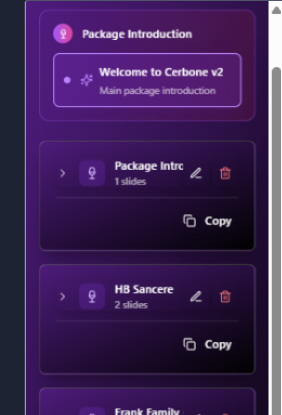 Package Introduction
Welcome to Cerbone v2
Main package introduction
Package Intrc
1 slides
Copy
HB Sancere
2 slides
Copy
Frank Family